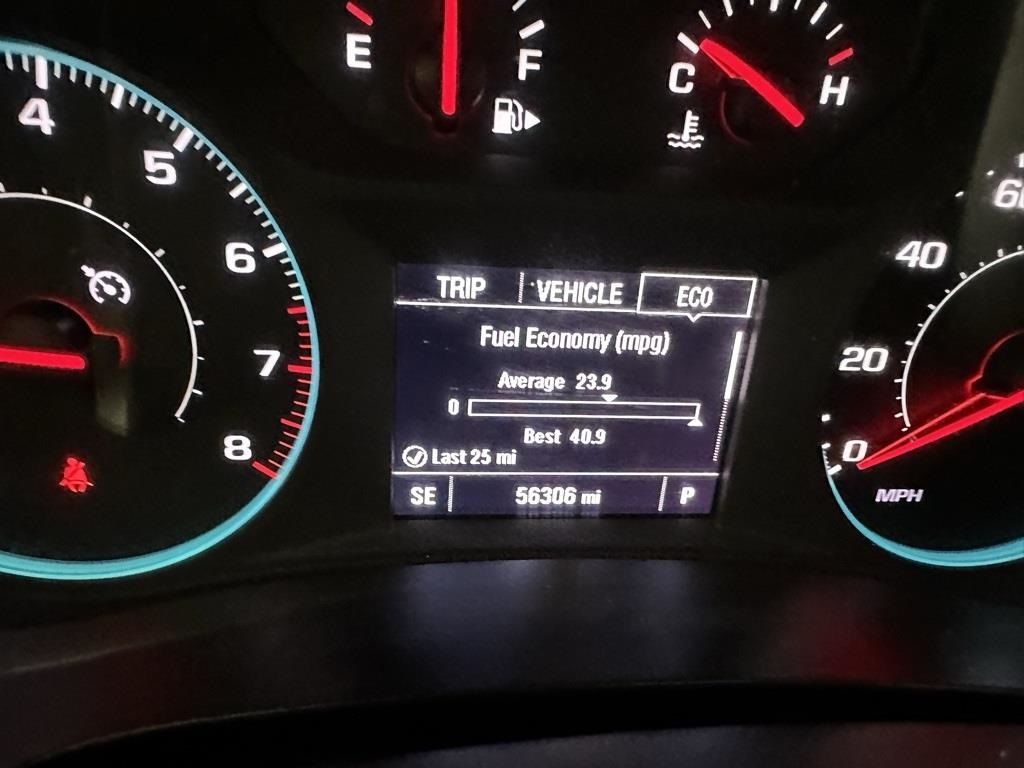 E
F
C
H
4
5
6
7
8
TRIP VEHICLE ECO
Fuel Economy (mpg)
Average 23.9
0
Best 40.9
Last 25 mi
SE 56306 mi P
60
40
20
0
MPH